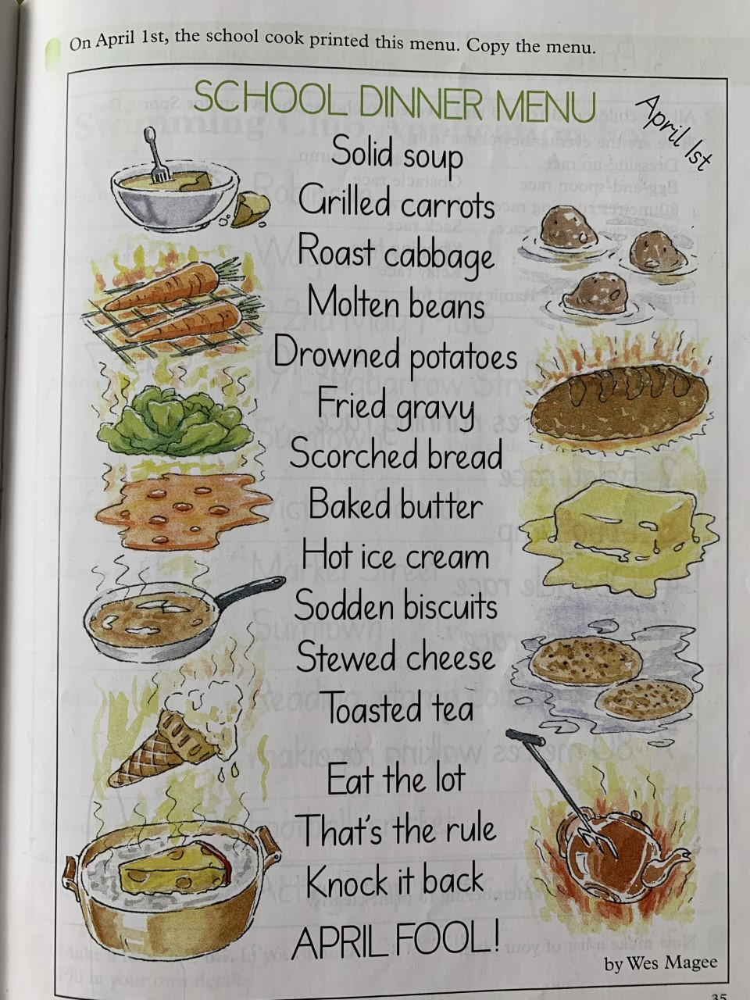 On April 1st, the school cook printed this menu. Copy the menu.
SCHOOL DINNER MENU
April 1st
Solid soup
Grilled carrots
Roast cabbage
Molten beans
Drowned potatoes
Fried gravy
Scorched bread
Baked butter
Hot ice cream
Sodden biscuits
Stewed cheese
Toasted tea
Eat the lot
That's the rule
Knock it back
APRIL FOOL!
by Wes Magee
35